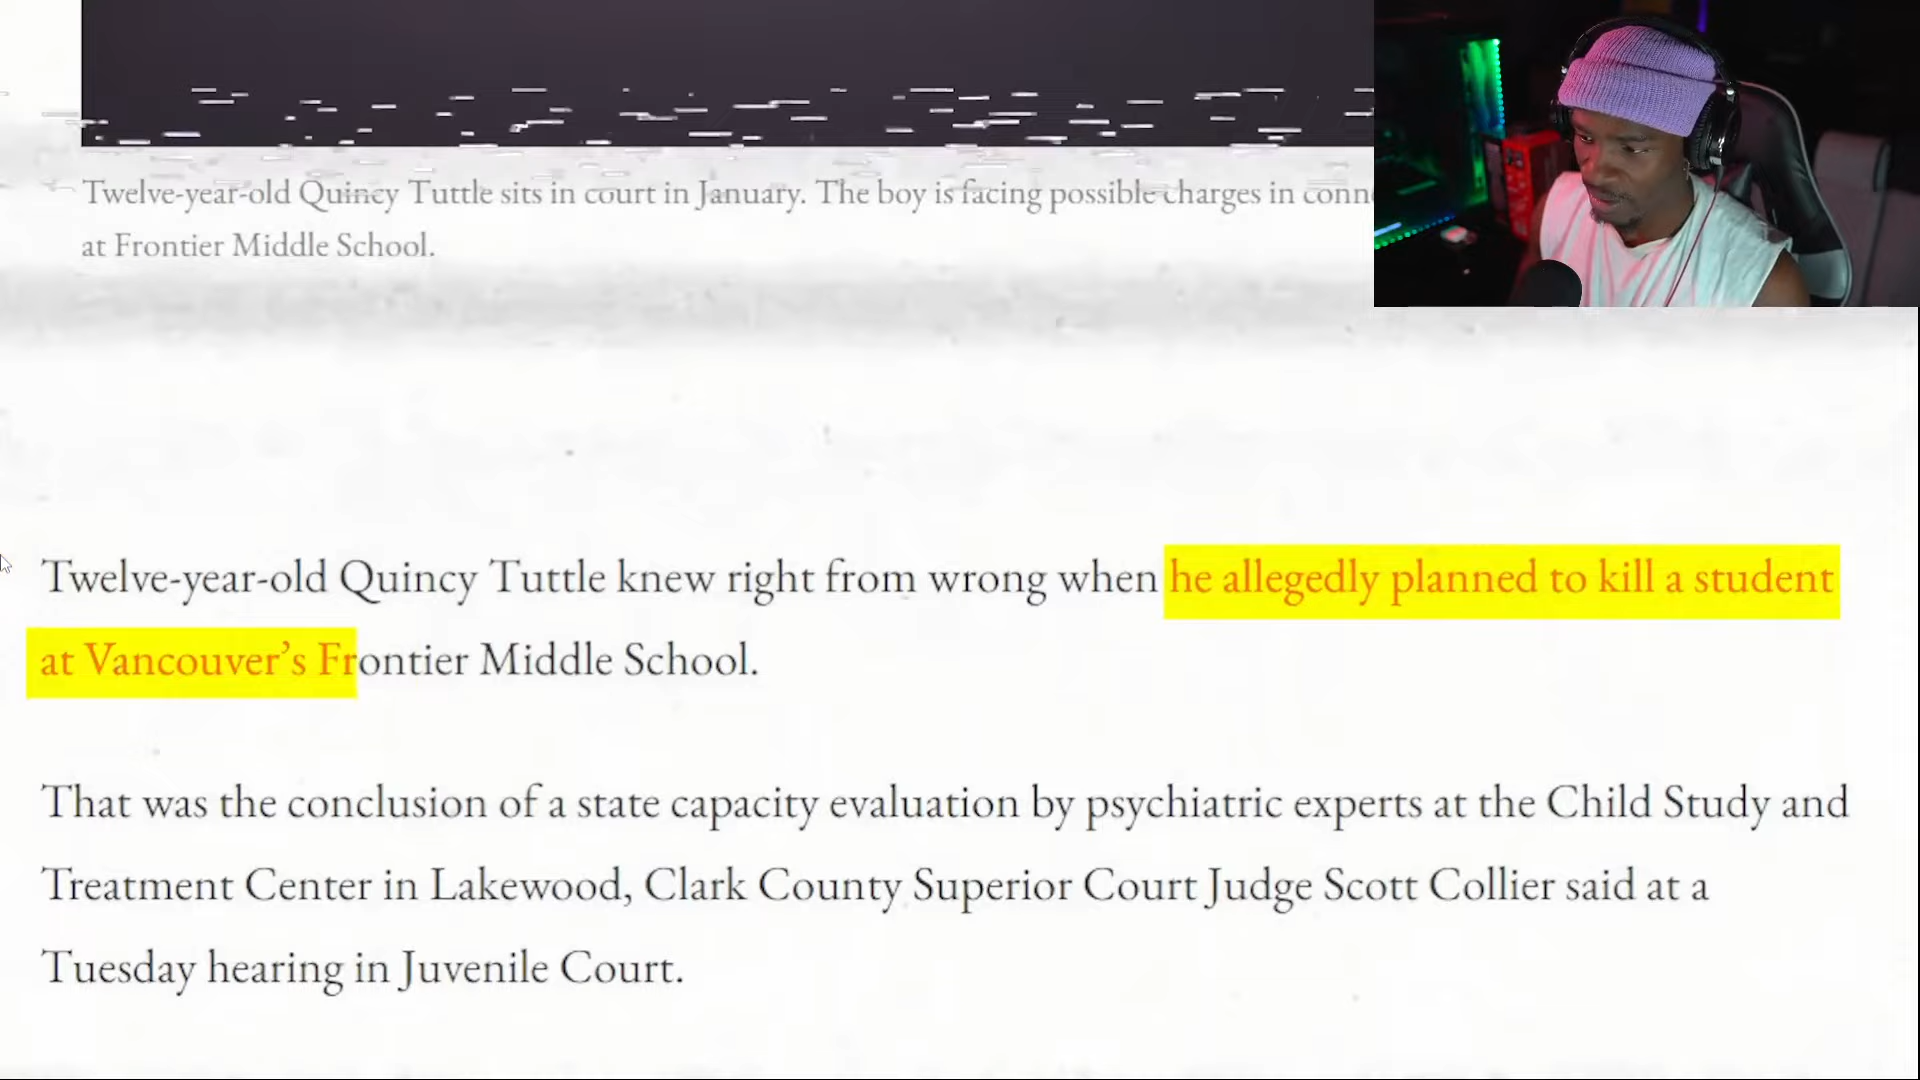 Twelve-year-old Quincy Tuttle sits in court in January. The boy is facing possible charges in conn
at Frontier Middle School.
Twelve-year-old Quincy Tuttle knew right from wrong when he allegedly planned to kill a student
at Vancouver’s Frontier Middle School.
That was the conclusion of a state capacity evaluation by psychiatric experts at the Child Study and
Treatment Center in Lakewood, Clark County Superior Court Judge Scott Collier said at a
Tuesday hearing in Juvenile Court.